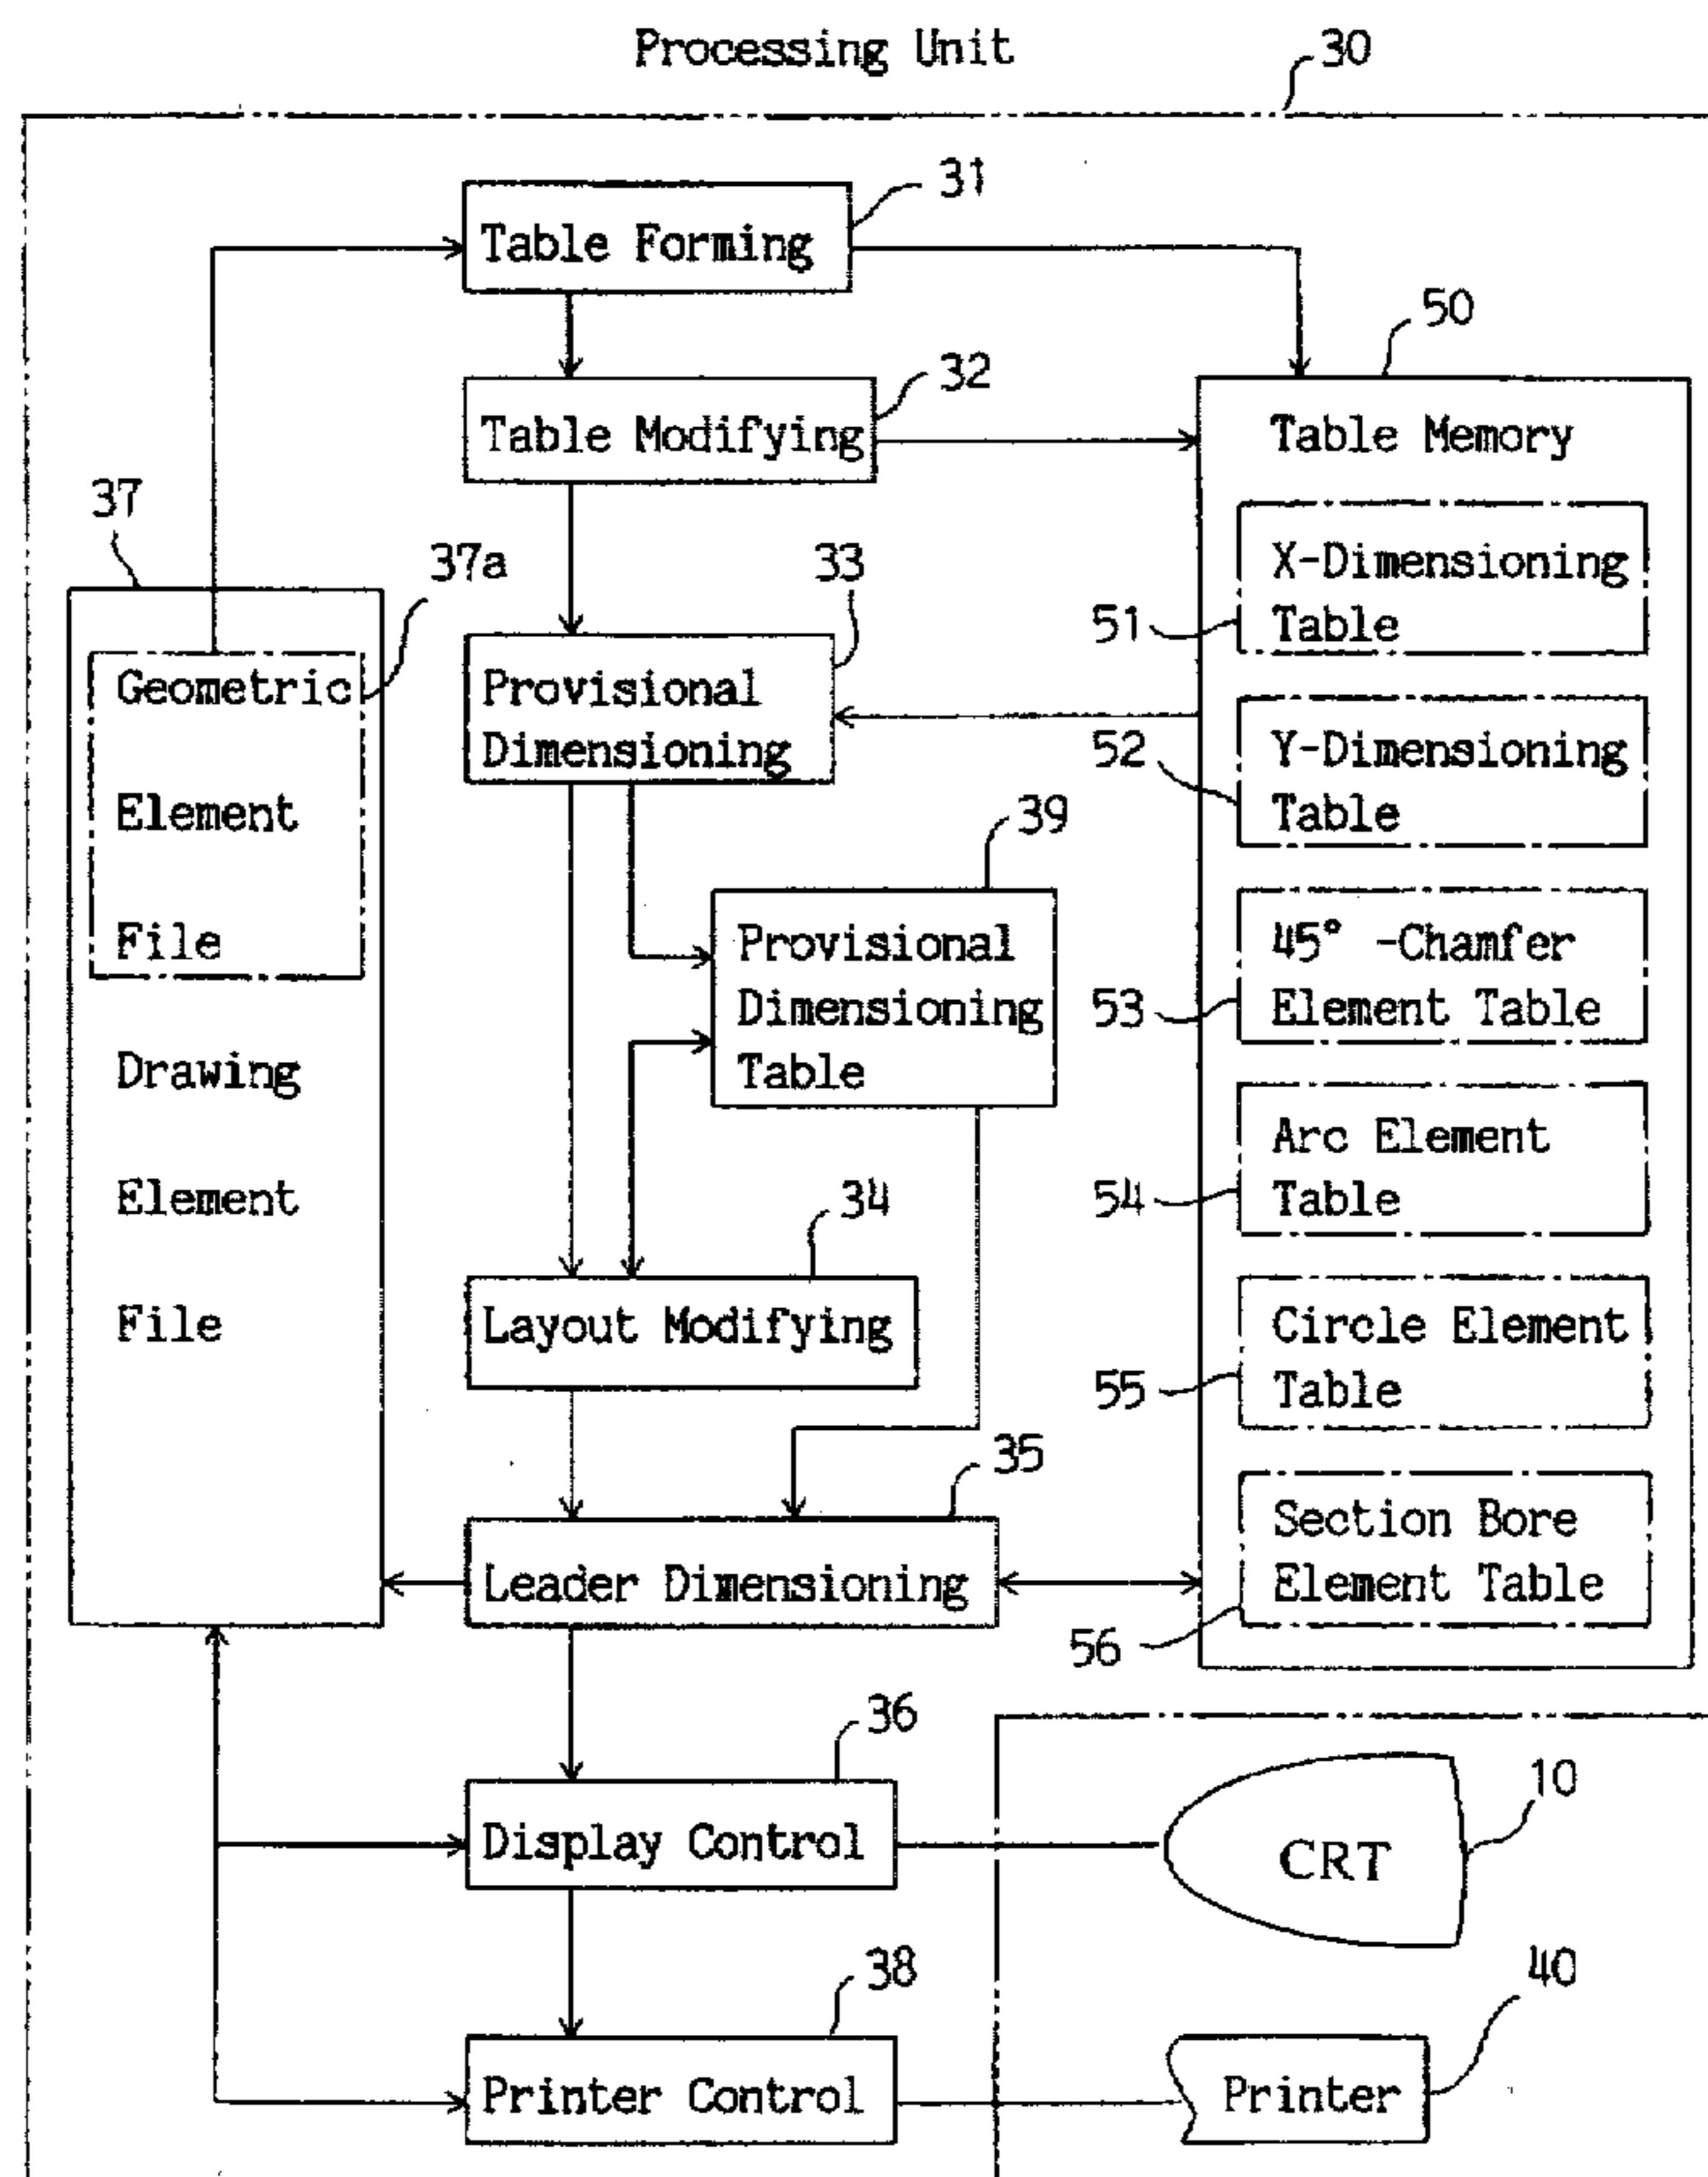 Processing Unit
30
31
Table Forming
50
32
Table Modifying
Table Memory
37
37a
33
X-Dimensioning
Table
51
Geometric
Element
File
Provisional
Dimensioning
Y-Dimensioning
Table
52
39
Provisional
Dimensioning
Table
45° -Chamfer
Element Table
53
Drawing
Element
File
Arc Element
Table
54
34
Layout Modifying
Circle Element
Table
55
35
Leader Dimensioning
Section Bore
Element Table
56
36
Display Control
CRT
10
38
Printer Control
Printer
40